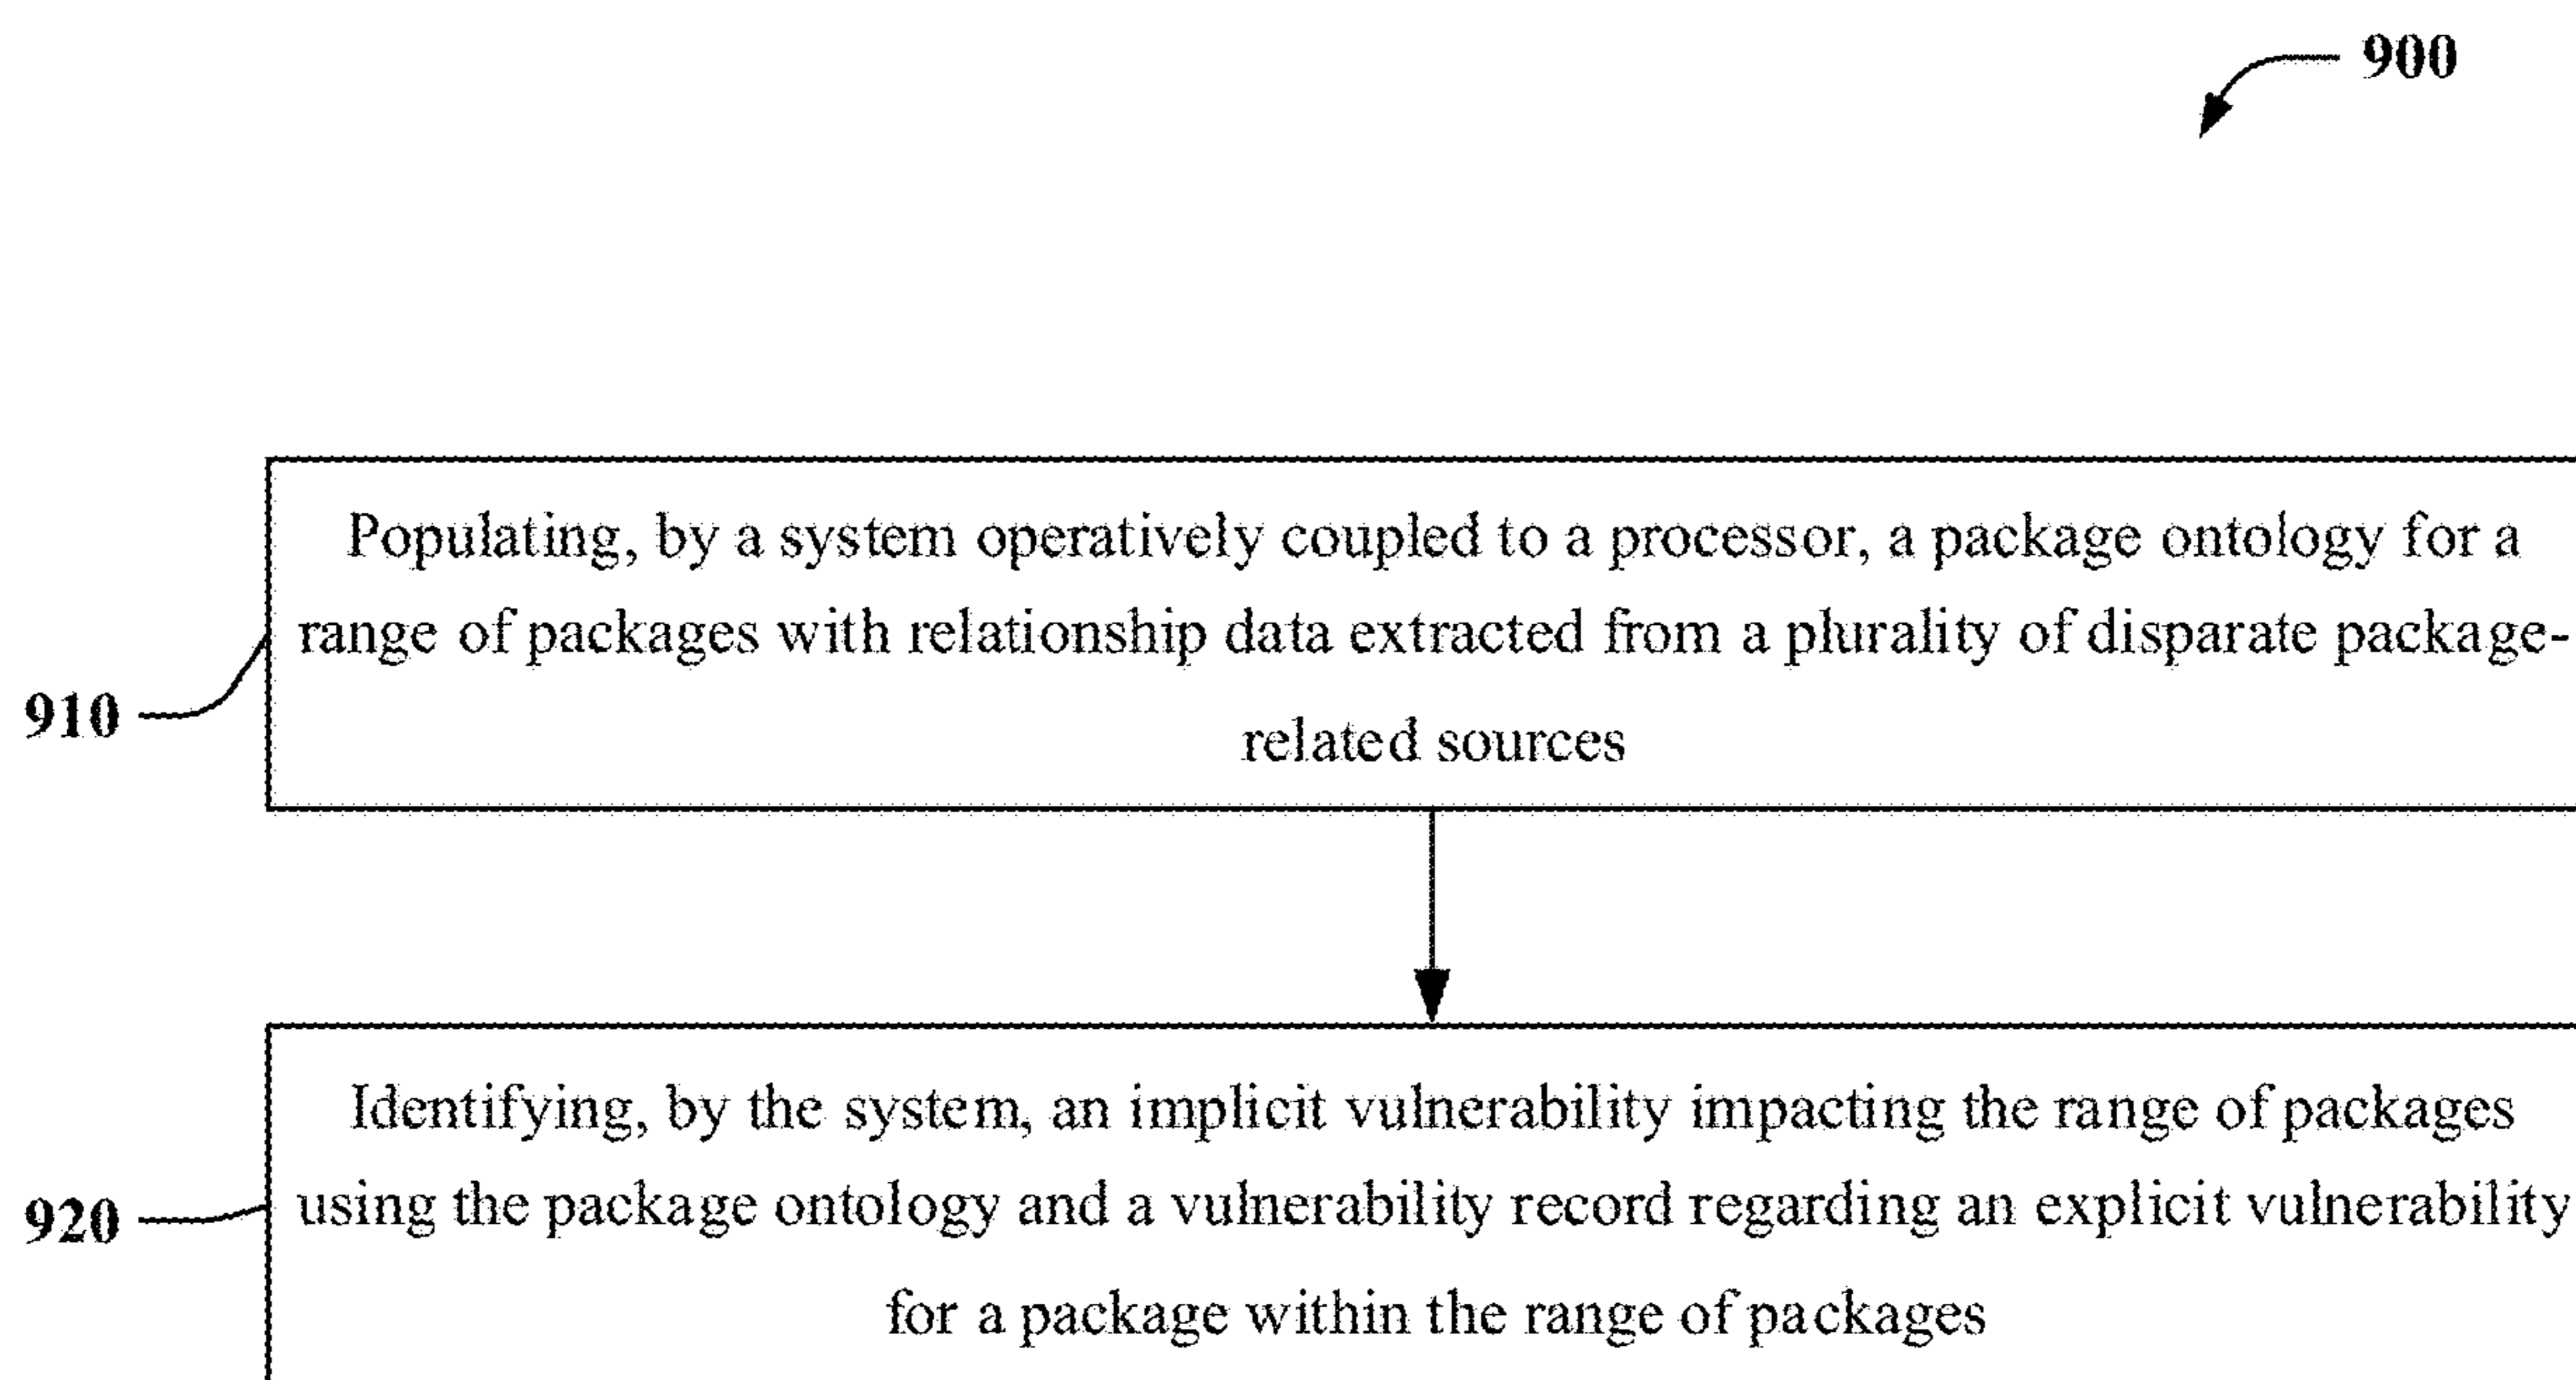 900
Populating, by a system operatively coupled to a processor, a package ontology for a
range of packages with relationship data extracted from a plurality of disparate package-
related sources
910
Identifying, by the system, an implicit vulnerability impacting the range of packages
using the package ontology and a vulnerability record regarding an explicit vulnerability
for a package within the range of packages
920